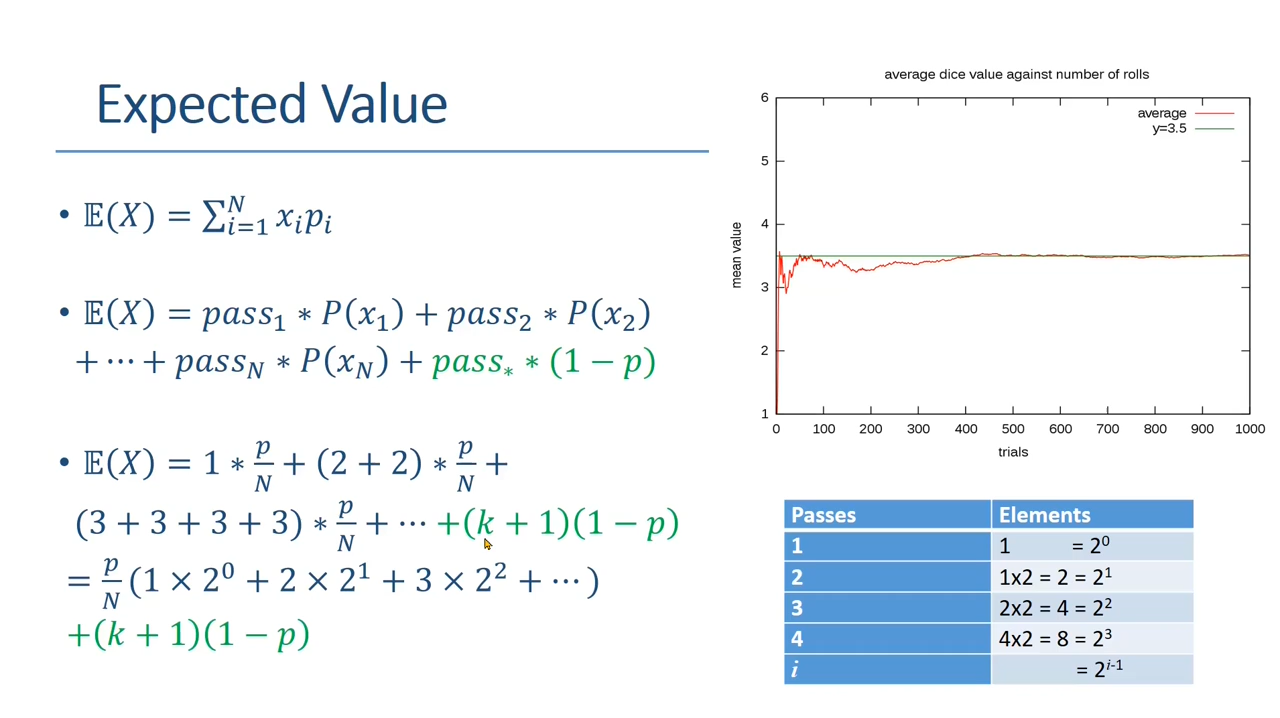 Expected Value
• 𝔼(X) = ∑_{i=1}^{N} x_i p_i
• 𝔼(X) = pass₁ ∗ P(x₁) + pass₂ ∗ P(x₂)
+ ⋯ + pass_N ∗ P(x_N) + pass_∗ ∗ (1 − p)
• 𝔼(X) = 1 ∗ p/N + (2 + 2) ∗ p/N +
(3 + 3 + 3 + 3) ∗ p/N + ⋯ +(k + 1)(1 − p)
= p/N (1 × 2⁰ + 2 × 2¹ + 3 × 2² + ⋯ )
+(k + 1)(1 − p)
average dice value against number of rolls
average
y=3.5
6
5
4
3
2
1
mean value
0 100 200 300 400 500 600 700 800 900 1000
trials
Passes Elements
1 1 = 2⁰
2 1x2 = 2 = 2¹
3 2x2 = 4 = 2²
4 4x2 = 8 = 2³
i = 2^{i-1}